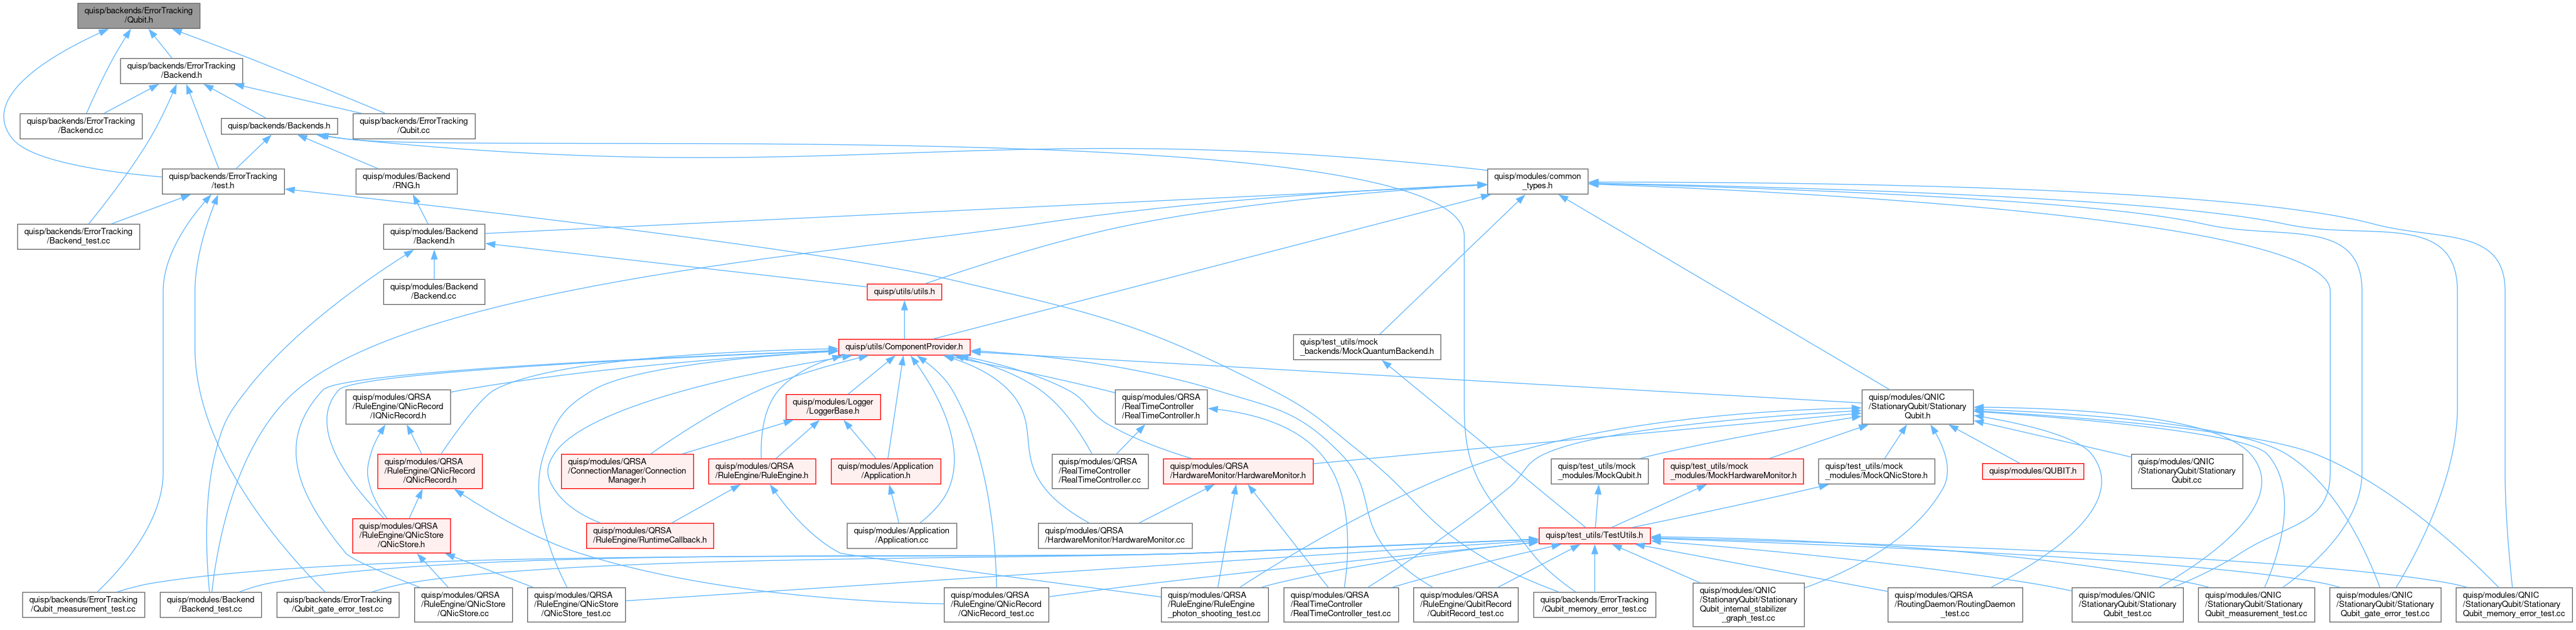 quisp/backends/ErrorTracking
/Qubit.h
quisp/backends/ErrorTracking
/Backend.h
quisp/backends/ErrorTracking
/Backend.cc
quisp/backends/Backends.h
quisp/backends/ErrorTracking
/Qubit.cc
quisp/backends/ErrorTracking
/test.h
quisp/modules/Backend
/RNG.h
quisp/modules/common
_types.h
quisp/backends/ErrorTracking
/Backend_test.cc
quisp/modules/Backend
/Backend.h
quisp/modules/Backend
/Backend.cc
quisp/utils/utils.h
quisp/utils/ComponentProvider.h
quisp/test_utils/mock
_backends/MockQuantumBackend.h
quisp/modules/QRSA
/RuleEngine/QNicRecord
/IQNicRecord.h
quisp/modules/Logger
/LoggerBase.h
quisp/modules/QRSA
/RealTimeController
/RealTimeController.h
quisp/modules/QNIC
/StationaryQubit/Stationary
Qubit.h
quisp/modules/QRSA
/RuleEngine/QNicRecord
/QNicRecord.h
quisp/modules/QRSA
/ConnectionManager/Connection
Manager.h
quisp/modules/QRSA
/RuleEngine/RuleEngine.h
quisp/modules/Application
/Application.h
quisp/modules/QRSA
/RealTimeController
/RealTimeController.cc
quisp/modules/QRSA
/HardwareMonitor/HardwareMonitor.h
quisp/test_utils/mock
_modules/MockQubit.h
quisp/test_utils/mock
_modules/MockHardwareMonitor.h
quisp/test_utils/mock
_modules/MockQNicStore.h
quisp/modules/QUBIT.h
quisp/modules/QNIC
/StationaryQubit/Stationary
Qubit.cc
quisp/modules/QRSA
/RuleEngine/QNicStore
/QNicStore.h
quisp/modules/QRSA
/RuleEngine/RuntimeCallback.h
quisp/modules/Application
/Application.cc
quisp/modules/QRSA
/HardwareMonitor/HardwareMonitor.cc
quisp/test_utils/TestUtils.h
quisp/backends/ErrorTracking
/Qubit_measurement_test.cc
quisp/modules/Backend
/Backend_test.cc
quisp/backends/ErrorTracking
/Qubit_gate_error_test.cc
quisp/modules/QRSA
/RuleEngine/QNicStore
/QNicStore.cc
quisp/modules/QRSA
/RuleEngine/QNicStore
/QNicStore_test.cc
quisp/modules/QRSA
/RuleEngine/QNicRecord
/QNicRecord_test.cc
quisp/modules/QRSA
/RuleEngine/RuleEngine
_photon_shooting_test.cc
quisp/modules/QRSA
/RealTimeController
/RealTimeController_test.cc
quisp/modules/QRSA
/RuleEngine/QubitRecord
/QubitRecord_test.cc
quisp/backends/ErrorTracking
/Qubit_memory_error_test.cc
quisp/modules/QNIC
/StationaryQubit/Stationary
Qubit_internal_stabilizer
_graph_test.cc
quisp/modules/QRSA
/RoutingDaemon/RoutingDaemon
_test.cc
quisp/modules/QNIC
/StationaryQubit/Stationary
Qubit_test.cc
quisp/modules/QNIC
/StationaryQubit/Stationary
Qubit_measurement_test.cc
quisp/modules/QNIC
/StationaryQubit/Stationary
Qubit_gate_error_test.cc
quisp/modules/QNIC
/StationaryQubit/Stationary
Qubit_memory_error_test.cc